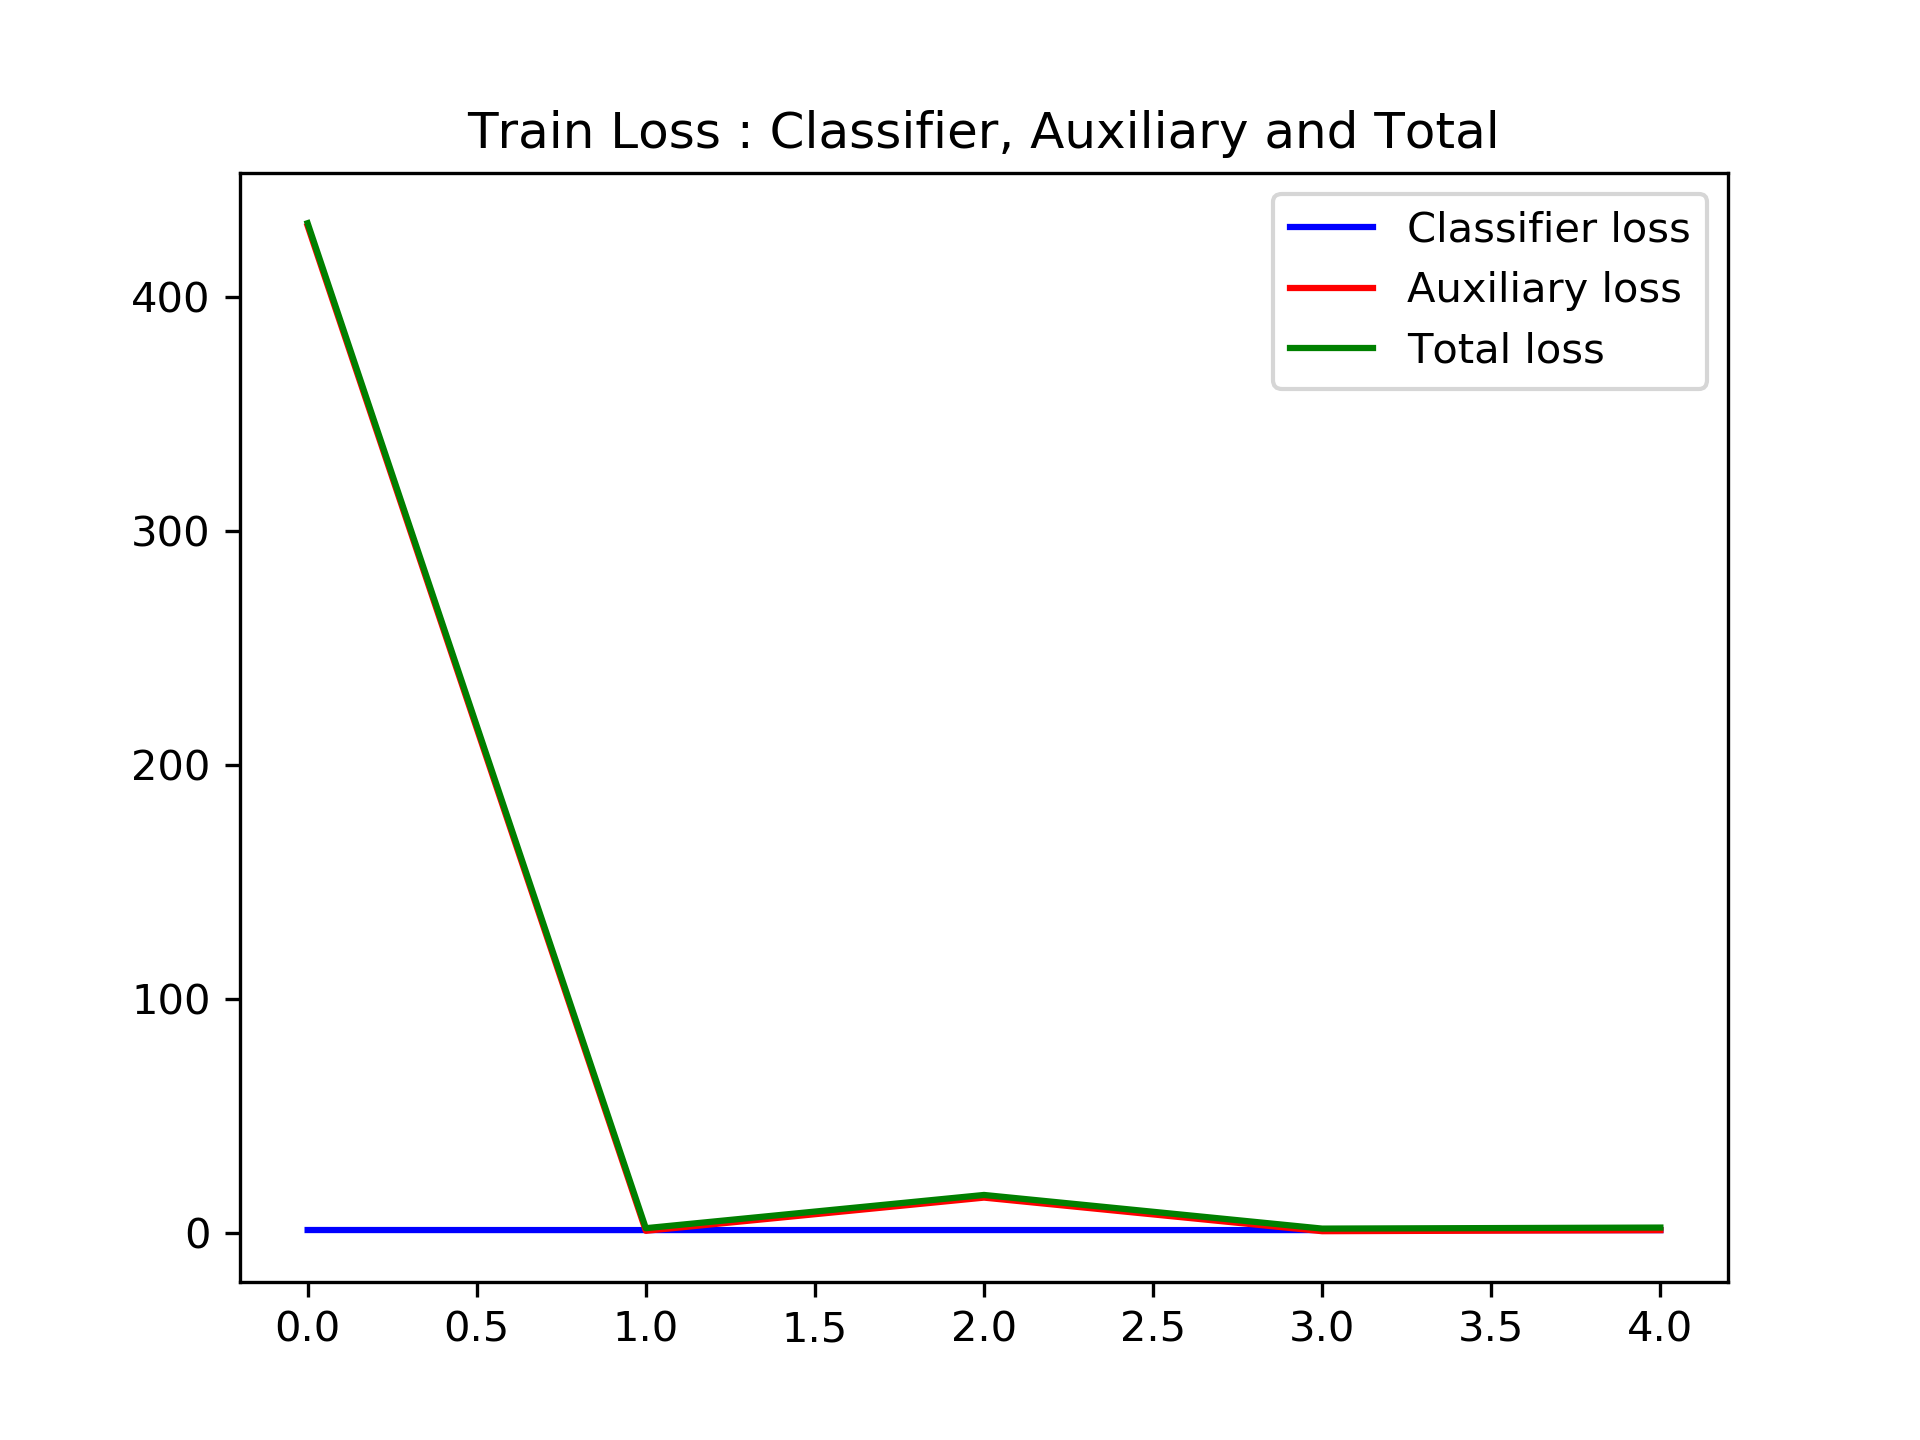 Train Loss : Classifier, Auxiliary and Total
Classifier loss
Auxiliary loss
Total loss
400
300
200
100
0
0.0 0.5 1.0 1.5 2.0 2.5 3.0 3.5 4.0